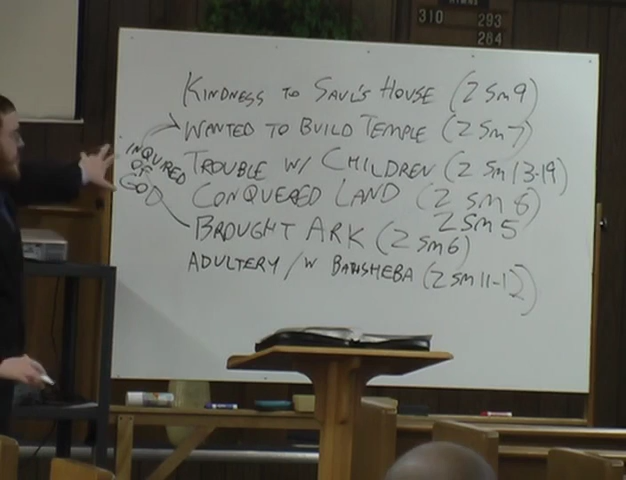 HYMNS
310 293
284
KINDNESS TO SAUL'S HOUSE (2 Sm 9)
WANTED TO BUILD TEMPLE (2 Sm 7)
INQUIRED
OF
GOD
TROUBLE W/ CHILDREN (2 Sm 13-19)
CONQUERED LAND (2 Sm 8)
2 Sm 5
BROUGHT ARK (2 Sm 6)
ADULTERY /W BATHSHEBA (2 Sm 11-12)